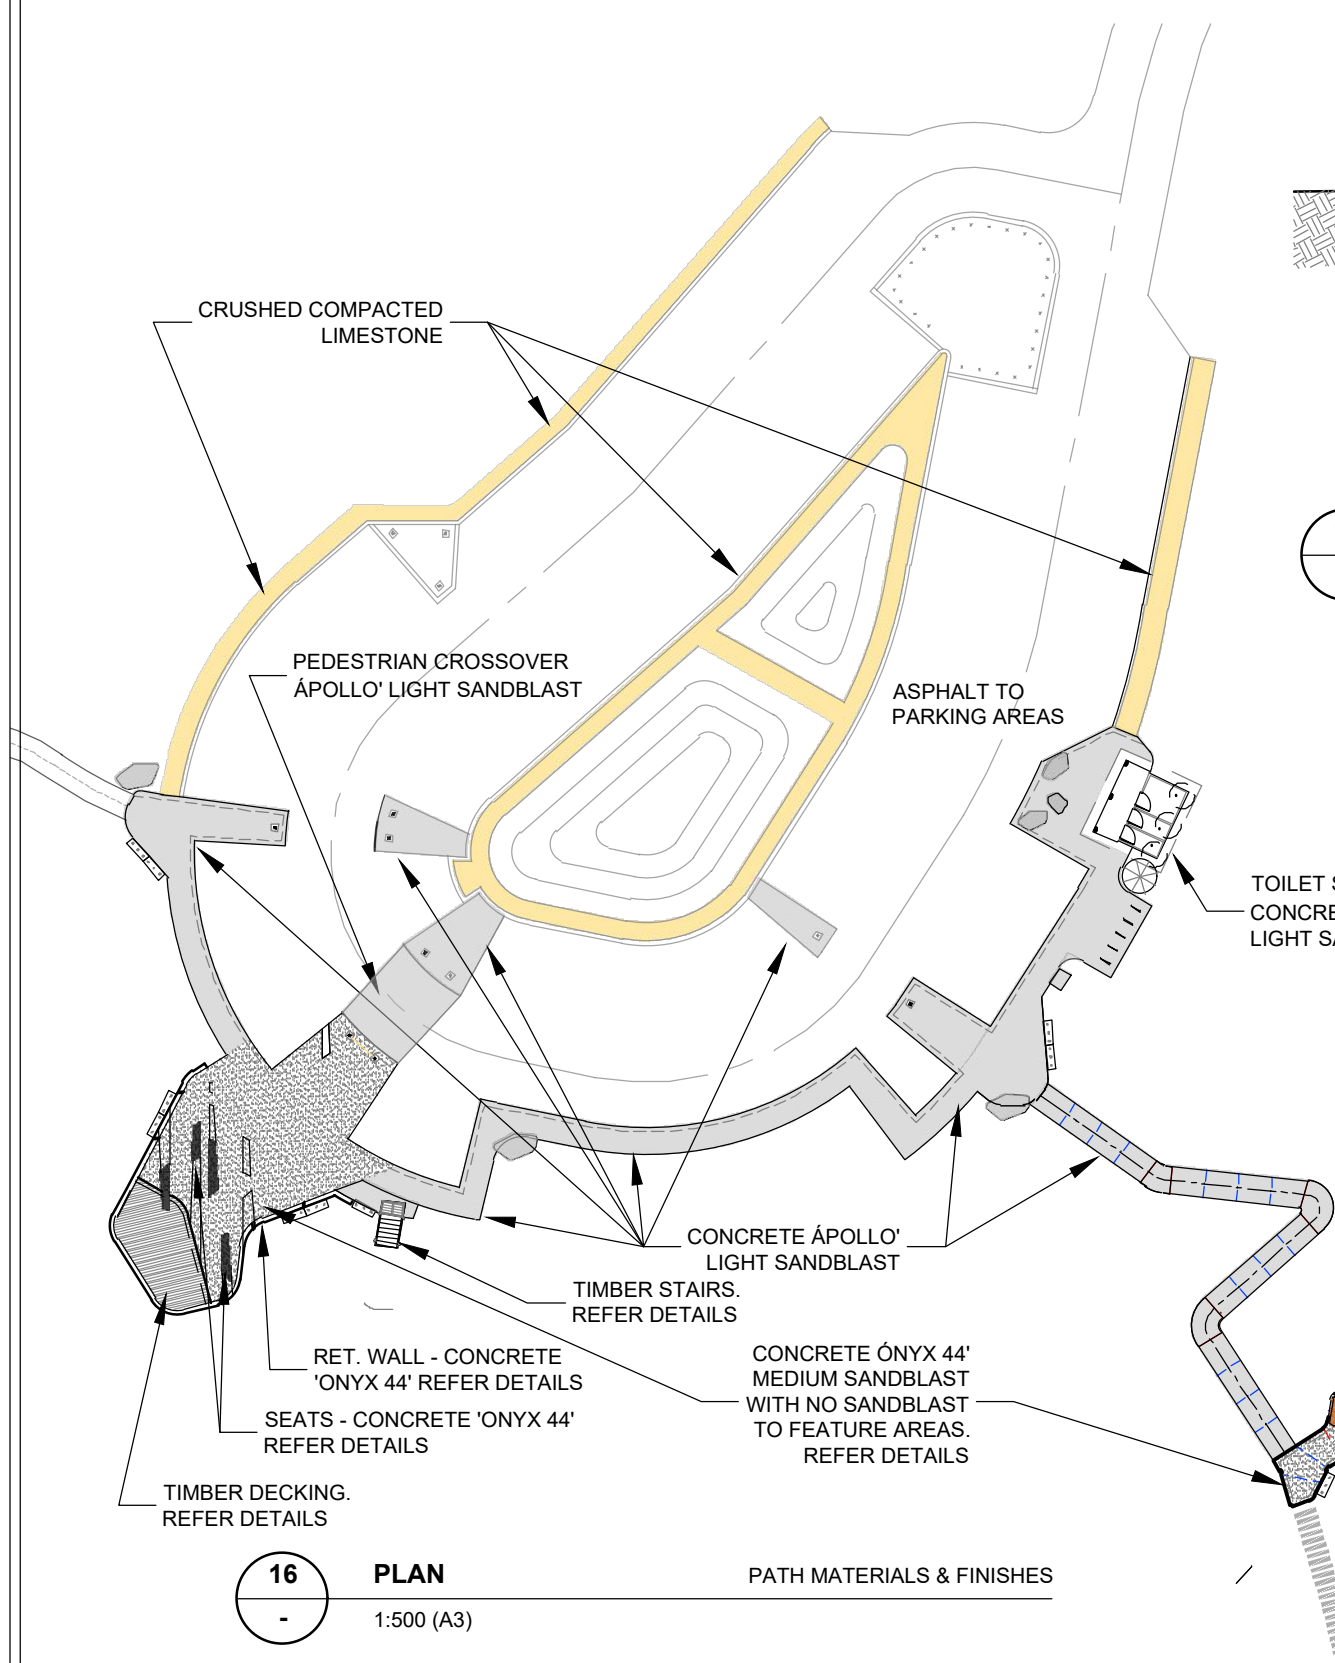 CRUSHED COMPACTED
LIMESTONE
PEDESTRIAN CROSSOVER
ÁPOLLO' LIGHT SANDBLAST
ASPHALT TO
PARKING AREAS
TOILET
CONCRE
LIGHT
CONCRETE ÁPOLLO'
LIGHT SANDBLAST
TIMBER STAIRS.
REFER DETAILS
RET. WALL - CONCRETE
'ONYX 44' REFER DETAILS
CONCRETE ÓNYX 44'
MEDIUM SANDBLAST
WITH NO SANDBLAST
TO FEATURE AREAS.
REFER DETAILS
SEATS - CONCRETE 'ONYX 44'
REFER DETAILS
TIMBER DECKING.
REFER DETAILS
16
-
PLAN
PATH MATERIALS & FINISHES
1:500 (A3)